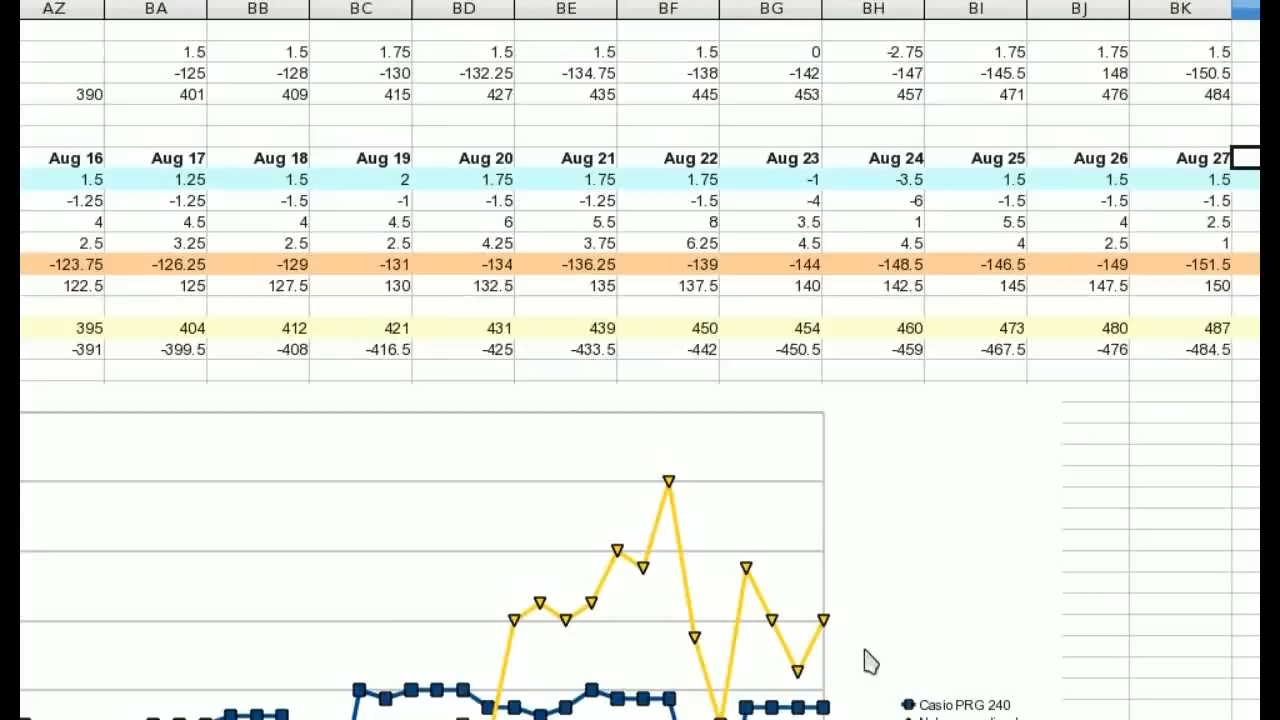 AZ BA BB BC BD BE BF BG BH BI BJ BK
1.5 1.5 1.75 1.5 1.5 1.5 0 -2.75 1.75 1.75 1.5
-125 -128 -130 -132.25 -134.75 -138 -142 -147 -145.5 148 -150.5
390 401 409 415 427 435 445 453 457 471 476 484
Aug 16 Aug 17 Aug 18 Aug 19 Aug 20 Aug 21 Aug 22 Aug 23 Aug 24 Aug 25 Aug 26 Aug 27
1.5 1.25 1.5 2 1.75 1.75 1.75 -1 -3.5 1.5 1.5 1.5
-1.25 -1.25 -1.5 -1 -1.5 -1.25 -1.5 -4 -6 -1.5 -1.5 -1.5
4 4.5 4 4.5 6 5.5 8 3.5 1 5.5 4 2.5
2.5 3.25 2.5 2.5 4.25 3.75 6.25 4.5 4.5 4 2.5 1
-123.75 -126.25 -129 -131 -134 -136.25 -139 -144 -148.5 -146.5 -149 -151.5
122.5 125 127.5 130 132.5 135 137.5 140 142.5 145 147.5 150
395 404 412 421 431 439 450 454 460 473 480 487
-391 -399.5 -408 -416.5 -425 -433.5 -442 -450.5 -459 -467.5 -476 -484.5
Casio PRG 240